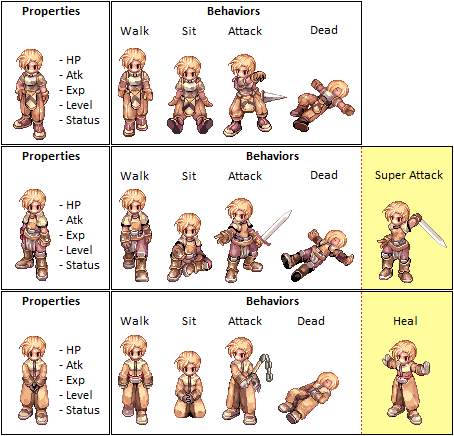 Properties
- HP
- Atk
- Exp
- Level
- Status
Behaviors
Walk Sit Attack Dead
Properties
- HP
- Atk
- Exp
- Level
- Status
Behaviors
Walk Sit Attack Dead Super Attack
Properties
- HP
- Atk
- Exp
- Level
- Status
Behaviors
Walk Sit Attack Dead Heal